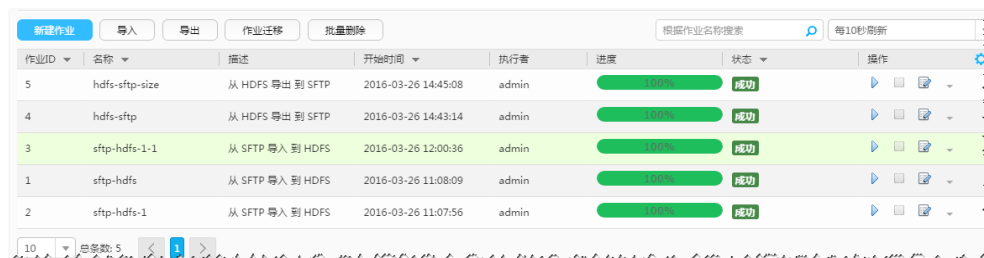 新建作业 导入 导出 作业迁移 批量删除 根据作业名称搜索 每10秒刷新
作业ID 名称 描述 开始时间 执行者 进度 状态 操作
5 hdfs-sftp-size 从 HDFS 导出 到 SFTP 2016-03-26 14:45:08 admin 100% 成功
4 hdfs-sftp 从 HDFS 导出 到 SFTP 2016-03-26 14:43:14 admin 100% 成功
3 sftp-hdfs-1-1 从 SFTP 导入 到 HDFS 2016-03-26 12:00:36 admin 100% 成功
1 sftp-hdfs 从 SFTP 导入 到 HDFS 2016-03-26 11:08:09 admin 100% 成功
2 sftp-hdfs-1 从 SFTP 导入 到 HDFS 2016-03-26 11:07:56 admin 100% 成功
10 总条数: 5 1